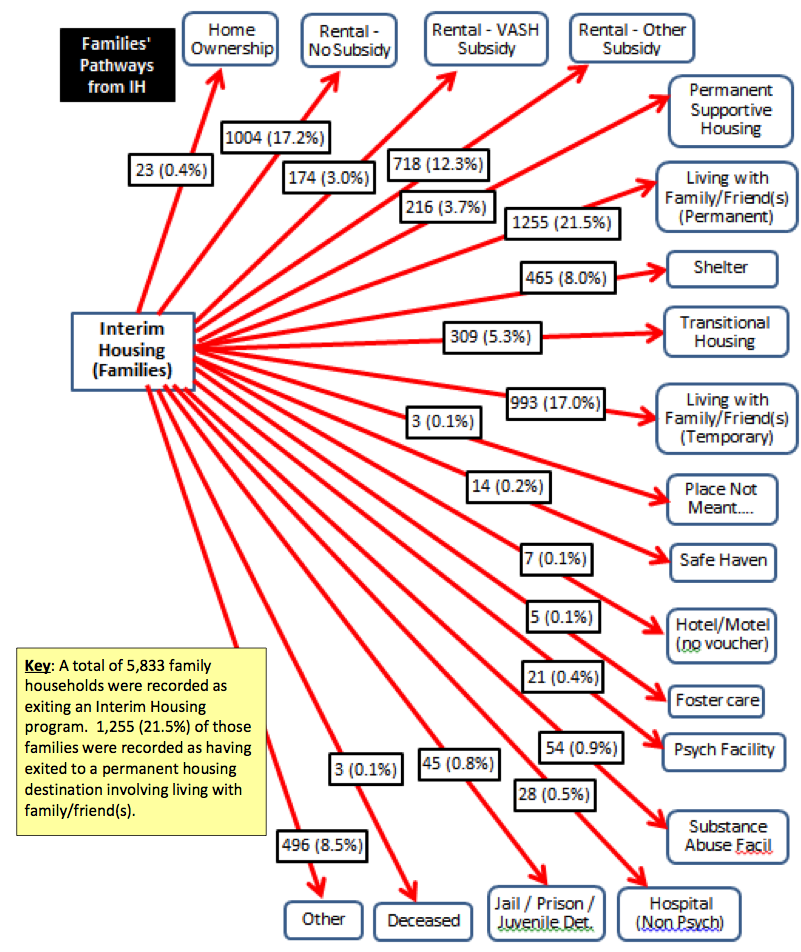 Families'
Pathways
from IH
Home
Ownership
Rental -
No Subsidy
Rental - VASH
Subsidy
Rental - Other
Subsidy
Permanent
Supportive
Housing
1004 (17.2%)
23 (0.4%)
174 (3.0%)
718 (12.3%)
216 (3.7%)
1255 (21.5%)
Living with
Family/Friend(s)
(Permanent)
465 (8.0%)
Shelter
Interim
Housing
(Families)
309 (5.3%)
Transitional
Housing
993 (17.0%)
Living with
Family/Friend(s)
(Temporary)
3 (0.1%)
14 (0.2%)
Place Not
Meant....
7 (0.1%)
Safe Haven
5 (0.1%)
Hotel/Motel
(no voucher)
21 (0.4%)
Foster care
54 (0.9%)
Psych Facility
Key: A total of 5,833 family
households were recorded as
exiting an Interim Housing
program.  1,255 (21.5%) of those
families were recorded as having
exited to a permanent housing
destination involving living with
family/friend(s).
3 (0.1%)
45 (0.8%)
28 (0.5%)
Substance
Abuse Facil
496 (8.5%)
Other
Deceased
Jail / Prison /
Juvenile Det.
Hospital
(Non Psych)